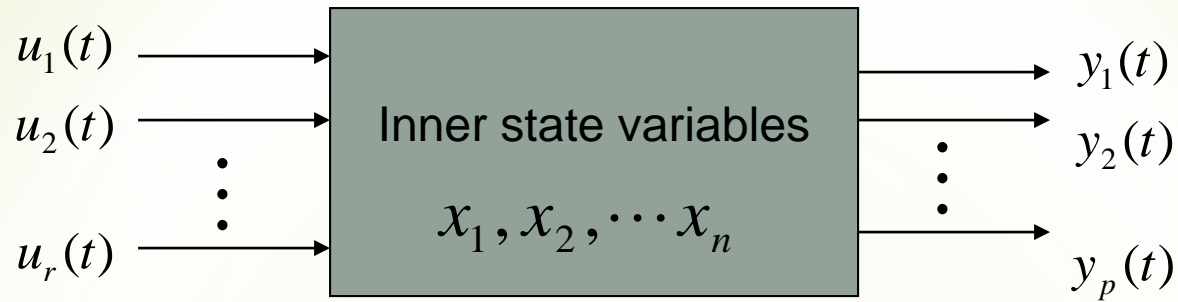 u₁(t)
u₂(t)
⋮
uᵣ(t)
Inner state variables
x₁, x₂, ⋯ xₙ
y₁(t)
y₂(t)
⋮
yₚ(t)